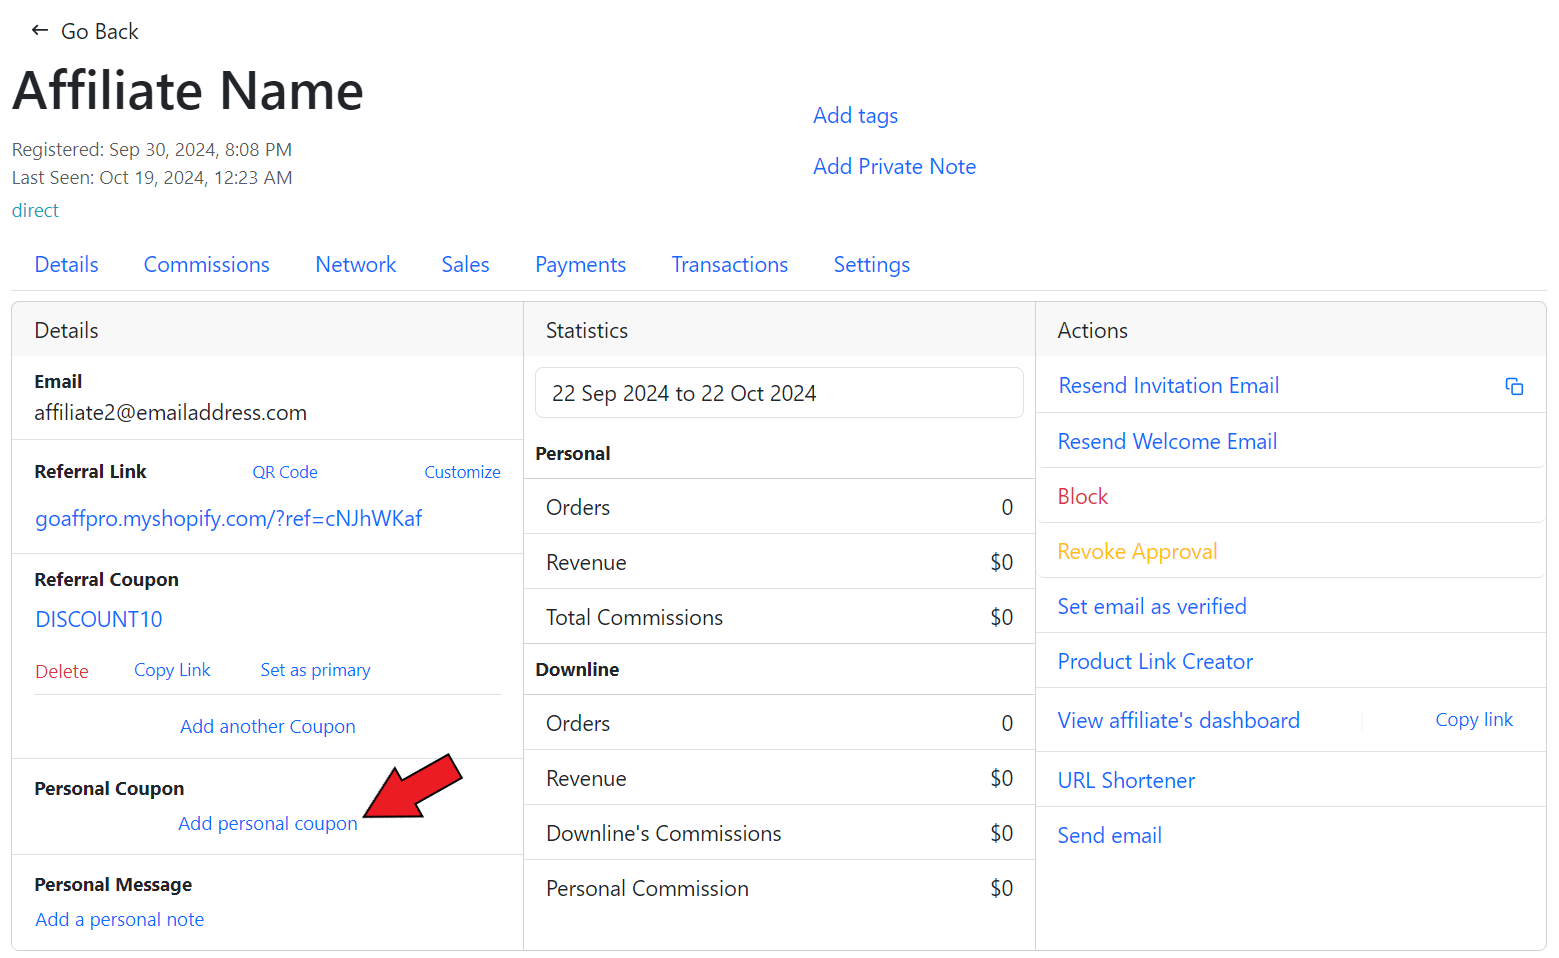 Go Back
Affiliate Name
Registered: Sep 30, 2024, 8:08 PM
Last Seen: Oct 19, 2024, 12:23 AM
direct
Add tags
Add Private Note
Details Commissions Network Sales Payments Transactions Settings
Details
Email
affiliate2@emailaddress.com
Referral Link QR Code Customize
goaffpro.myshopify.com/?ref=cNJhWKaf
Referral Coupon
DISCOUNT10
Delete Copy Link Set as primary
Add another Coupon
Personal Coupon
Add personal coupon
Personal Message
Add a personal note
Statistics
22 Sep 2024 to 22 Oct 2024
Personal
Orders 0
Revenue $0
Total Commissions $0
Downline
Orders 0
Revenue $0
Downline's Commissions $0
Personal Commission $0
Actions
Resend Invitation Email
Resend Welcome Email
Block
Revoke Approval
Set email as verified
Product Link Creator
View affiliate's dashboard Copy link
URL Shortener
Send email